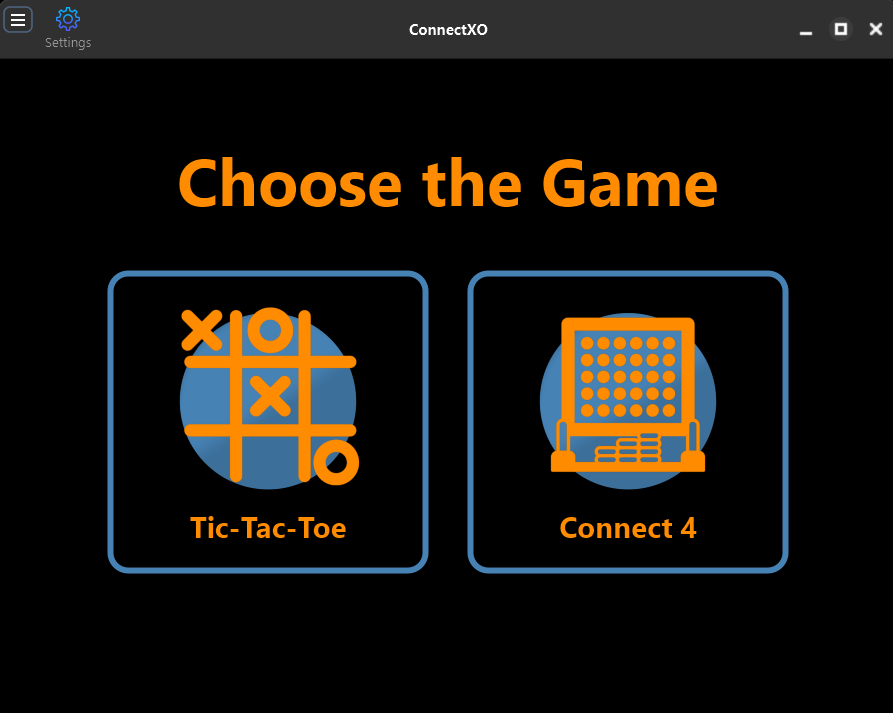 ConnectXO
Settings
Choose the Game
Tic-Tac-Toe
Connect 4